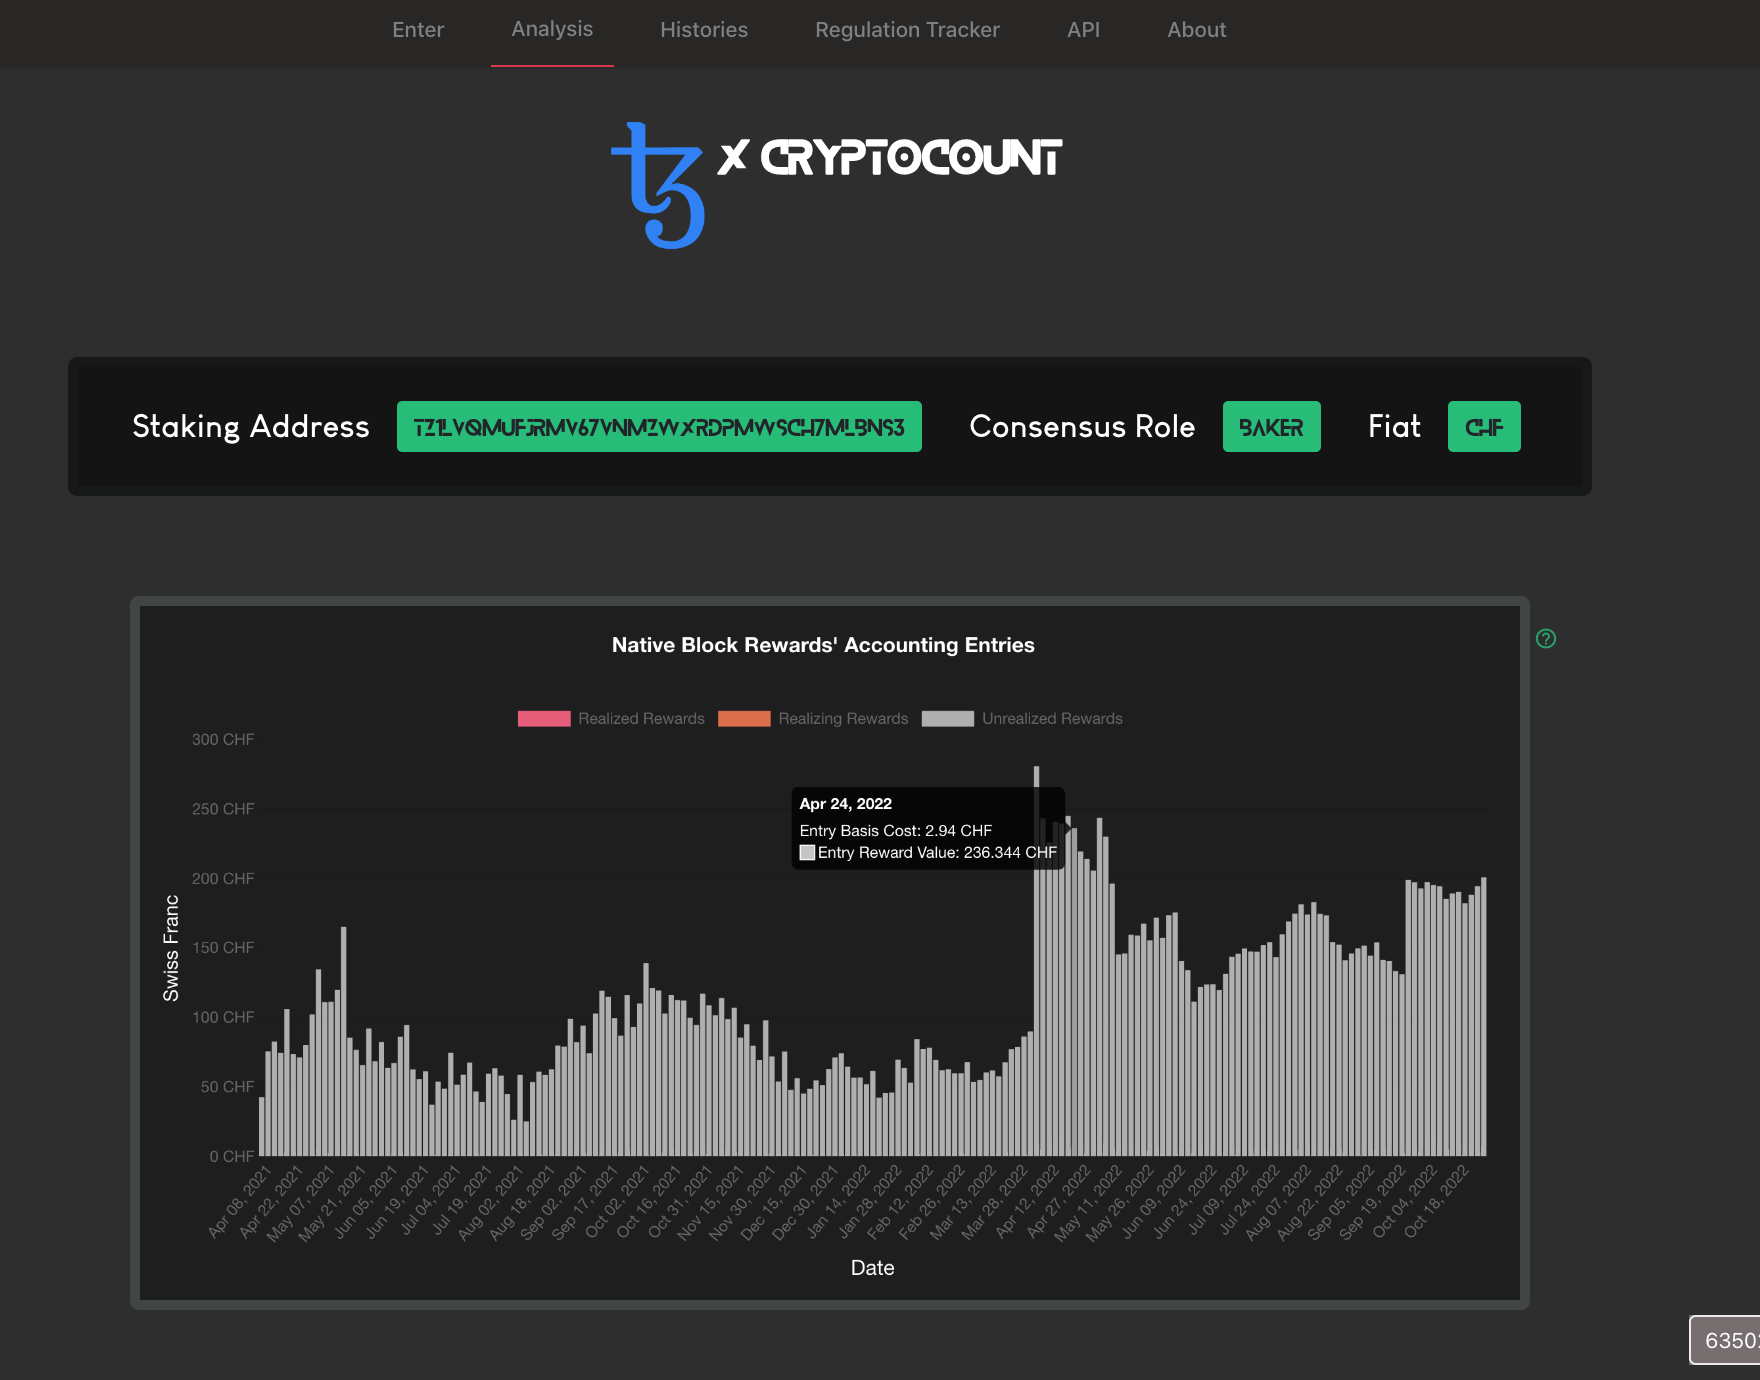 Enter Analysis Histories Regulation Tracker API About
X CRYPTOCOUNT
Staking Address TZ1LVQMUFJRMV67VNMZWXRDPMWSCH7MLBNS3 Consensus Role BAKER Fiat CHF
Native Block Rewards' Accounting Entries
Realized Rewards Realizing Rewards Unrealized Rewards
300 CHF
250 CHF
200 CHF
150 CHF
100 CHF
50 CHF
0 CHF
Swiss Franc
Apr 24, 2022
Entry Basis Cost: 2.94 CHF
Entry Reward Value: 236.344 CHF
Apr 08, 2021
Apr 22, 2021
May 07, 2021
May 21, 2021
Jun 05, 2021
Jun 19, 2021
Jul 04, 2021
Jul 19, 2021
Aug 02, 2021
Aug 18, 2021
Sep 02, 2021
Sep 17, 2021
Oct 02, 2021
Oct 16, 2021
Oct 31, 2021
Nov 15, 2021
Nov 30, 2021
Dec 15, 2021
Dec 30, 2021
Jan 14, 2022
Jan 28, 2022
Feb 12, 2022
Feb 26, 2022
Mar 13, 2022
Mar 28, 2022
Apr 12, 2022
Apr 27, 2022
May 11, 2022
May 26, 2022
Jun 09, 2022
Jun 24, 2022
Jul 09, 2022
Jul 24, 2022
Aug 07, 2022
Aug 22, 2022
Sep 05, 2022
Sep 19, 2022
Oct 04, 2022
Oct 18, 2022
Date